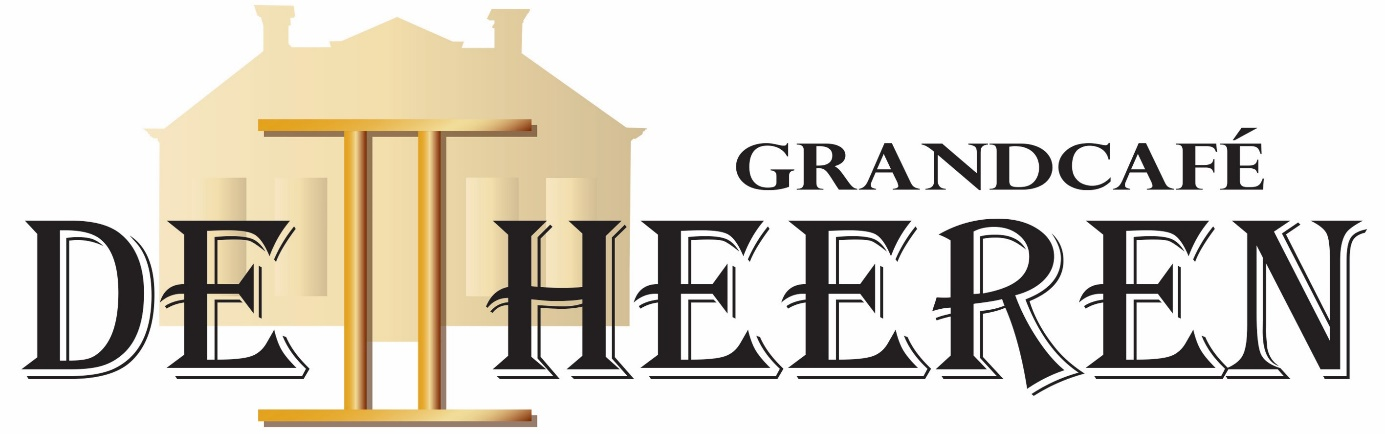 GRANDCAFÉ
DE II HEEREN